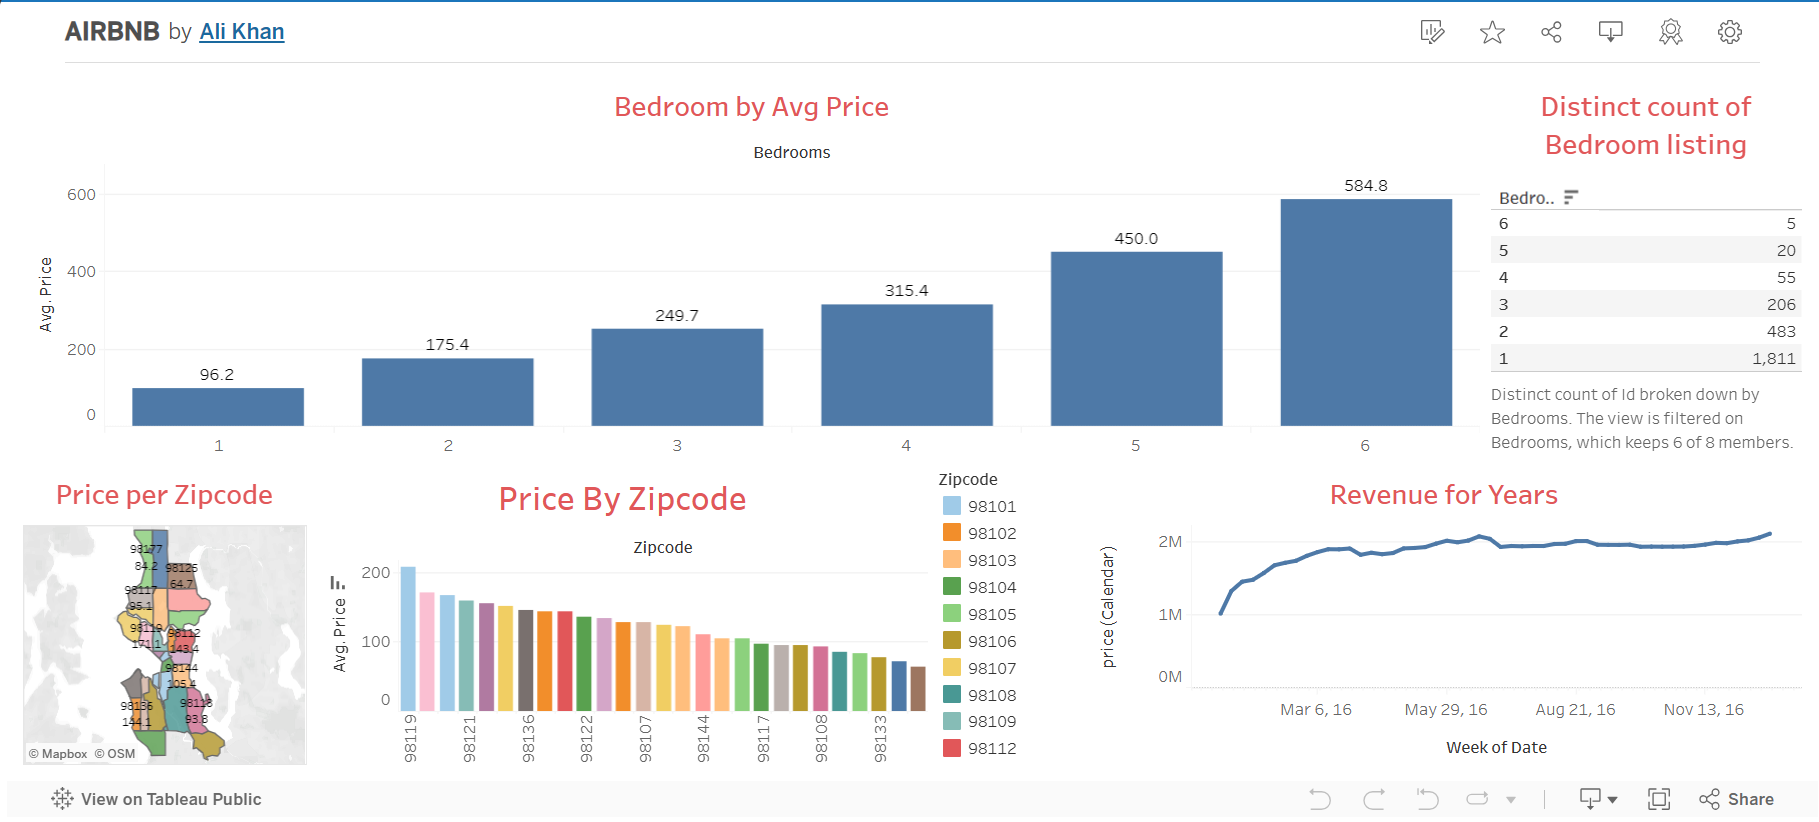 AIRBNB by Ali Khan
Bedroom by Avg Price
Bedrooms
Avg. Price
600
400
200
0
96.2
175.4
249.7
315.4
450.0
584.8
1
2
3
4
5
6
Distinct count of
Bedroom listing
Bedro..
6 5
5 20
4 55
3 206
2 483
1 1,811
Distinct count of Id broken down by
Bedrooms. The view is filtered on
Bedrooms, which keeps 6 of 8 members.
Price per Zipcode
98177
84.2
98125
64.7
98117
95.1
98119
171.1
98112
143.4
98144
105.4
98136
144.1
98118
93.8
© Mapbox © OSM
Price By Zipcode
Zipcode
Avg. Price
200
100
0
98119
98121
98136
98122
98107
98144
98117
98108
98133
Zipcode
98101
98102
98103
98104
98105
98106
98107
98108
98109
98112
Revenue for Years
price (Calendar)
2M
1M
0M
Mar 6, 16
May 29, 16
Aug 21, 16
Nov 13, 16
Week of Date
View on Tableau Public
Share